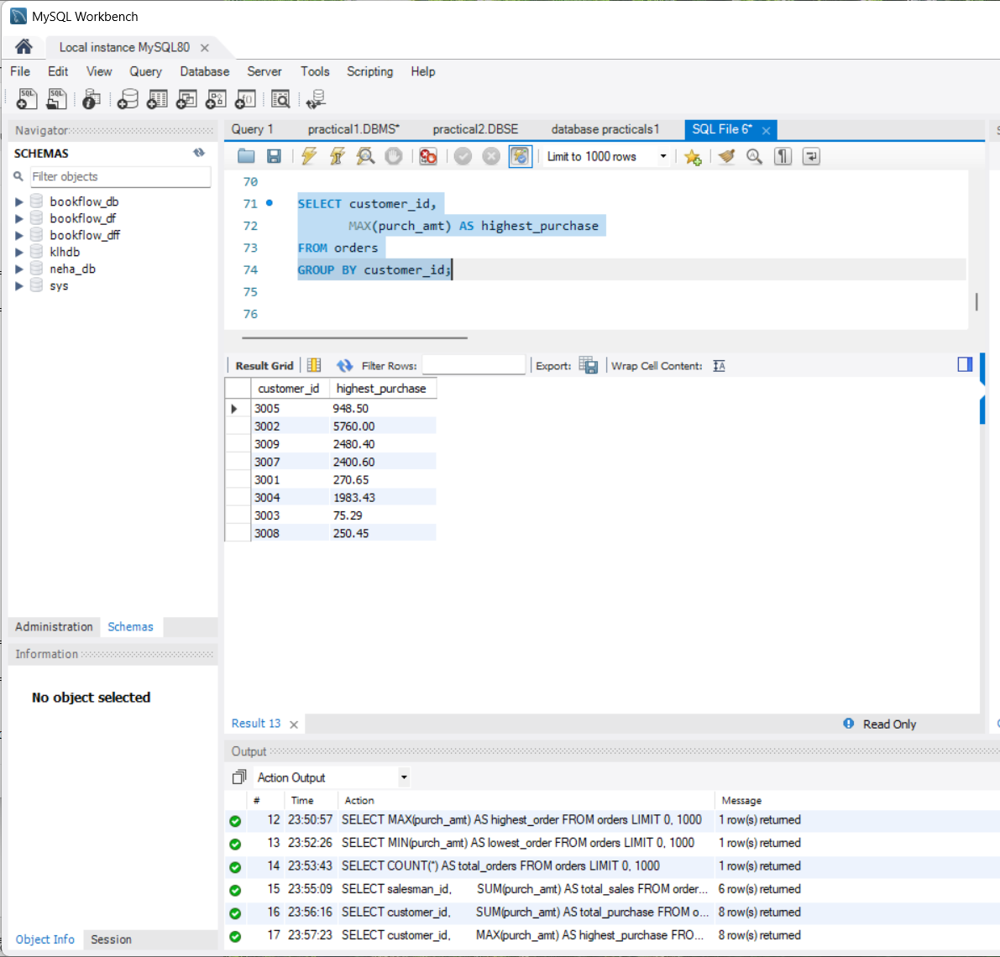 MySQL Workbench
Local instance MySQL80
File Edit View Query Database Server Tools Scripting Help
Navigator
SCHEMAS
Filter objects
bookflow_db
bookflow_df
bookflow_dff
klhdb
neha_db
sys
Administration Schemas
Information
No object selected
Object Info Session
Query 1 practical1.DBMS* practical2.DBSE database practicals1 SQL File 6*
Limit to 1000 rows
70
71 SELECT customer_id,
72 MAX(purch_amt) AS highest_purchase
73 FROM orders
74 GROUP BY customer_id;
75
76
Result Grid Filter Rows: Export: Wrap Cell Content:
customer_id highest_purchase
3005 948.50
3002 5760.00
3009 2480.40
3007 2400.60
3001 270.65
3004 1983.43
3003 75.29
3008 250.45
Result 13 Read Only
Output
Action Output
# Time Action Message
12 23:50:57 SELECT MAX(purch_amt) AS highest_order FROM orders LIMIT 0, 1000 1 row(s) returned
13 23:52:26 SELECT MIN(purch_amt) AS lowest_order FROM orders LIMIT 0, 1000 1 row(s) returned
14 23:53:43 SELECT COUNT(*) AS total_orders FROM orders LIMIT 0, 1000 1 row(s) returned
15 23:55:09 SELECT salesman_id, SUM(purch_amt) AS total_sales FROM order... 6 row(s) returned
16 23:56:16 SELECT customer_id, SUM(purch_amt) AS total_purchase FROM o... 8 row(s) returned
17 23:57:23 SELECT customer_id, MAX(purch_amt) AS highest_purchase FRO... 8 row(s) returned